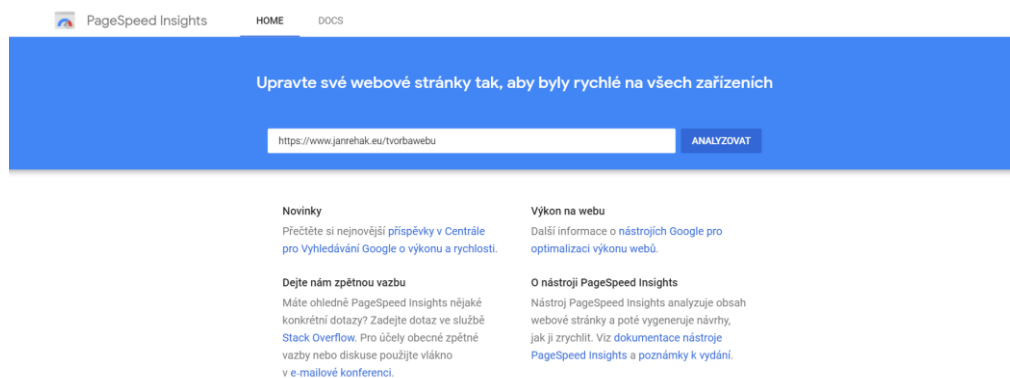 PageSpeed Insights HOME DOCS
Upravte své webové stránky tak, aby byly rychlé na všech zařízeních
https://www.janrehak.eu/tvorbawebu ANALYZOVAT
Novinky
Přečtěte si nejnovější příspěvky v Centrále
pro Vyhledávání Google o výkonu a rychlosti.
Výkon na webu
Další informace o nástrojích Google pro
optimalizaci výkonu webů.
Dejte nám zpětnou vazbu
Máte ohledně PageSpeed Insights nějaké
konkrétní dotazy? Zadejte dotaz ve službě
Stack Overflow. Pro účely obecné zpětné
vazby nebo diskuse použijte vlákno
v e-mailové konferenci.
O nástroji PageSpeed Insights
Nástroj PageSpeed Insights analyzuje obsah
webové stránky a poté vygeneruje návrhy,
jak ji zrychlit. Viz dokumentace nástroje
PageSpeed Insights a poznámky k vydání.